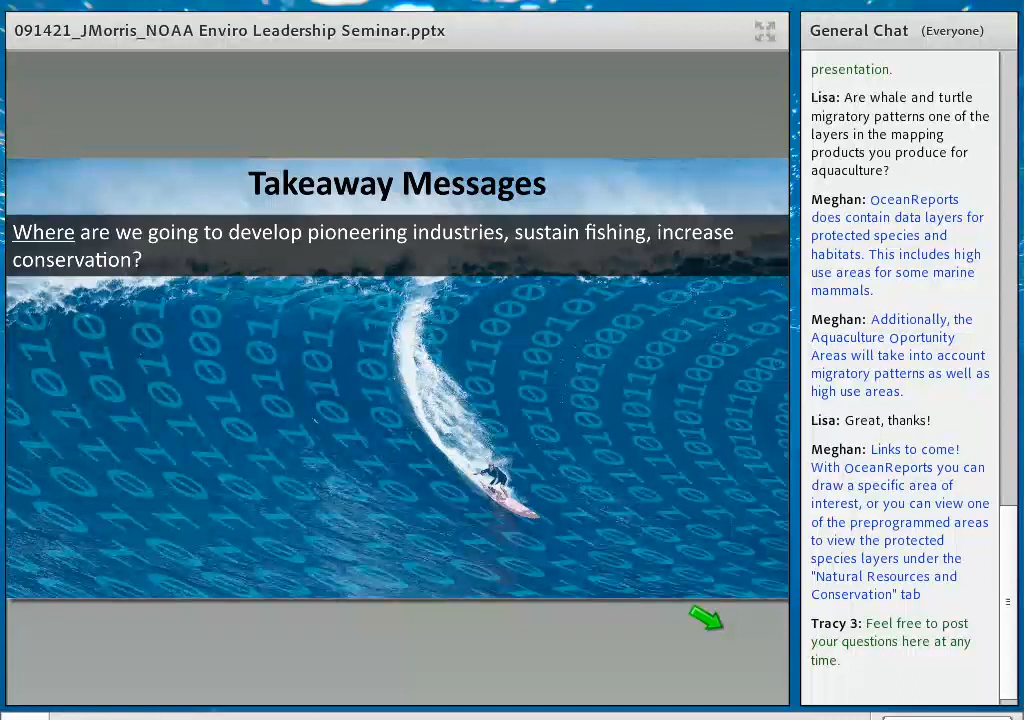 091421_JMorris_NOAA Enviro Leadership Seminar.pptx
Takeaway Messages
Where are we going to develop pioneering industries, sustain fishing, increase
conservation?
General Chat (Everyone)
presentation.
Lisa: Are whale and turtle
migratory patterns one of the
layers in the mapping
products you produce for
aquaculture?
Meghan: OceanReports
does contain data layers for
protected species and
habitats. This includes high
use areas for some marine
mammals.
Meghan: Additionally, the
Aquaculture Oportunity
Areas will take into account
migratory patterns as well as
high use areas.
Lisa: Great, thanks!
Meghan: Links to come!
With OceanReports you can
draw a specific area of
interest, or you can view one
of the preprogrammed areas
to view the protected
species layers under the
"Natural Resources and
Conservation" tab
Tracy 3: Feel free to post
your questions here at any
time.